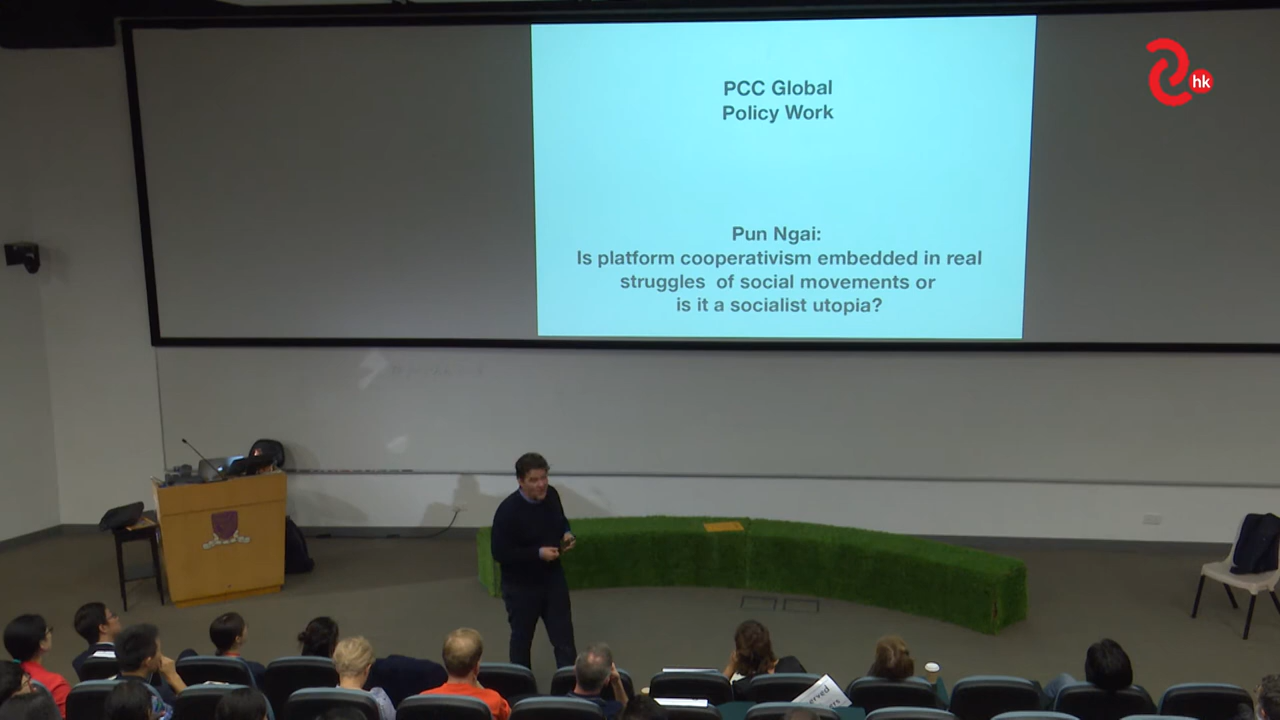 PCC Global
Policy Work
hk
Pun Ngai:
Is platform cooperativism embedded in real
struggles of social movements or
is it a socialist utopia?